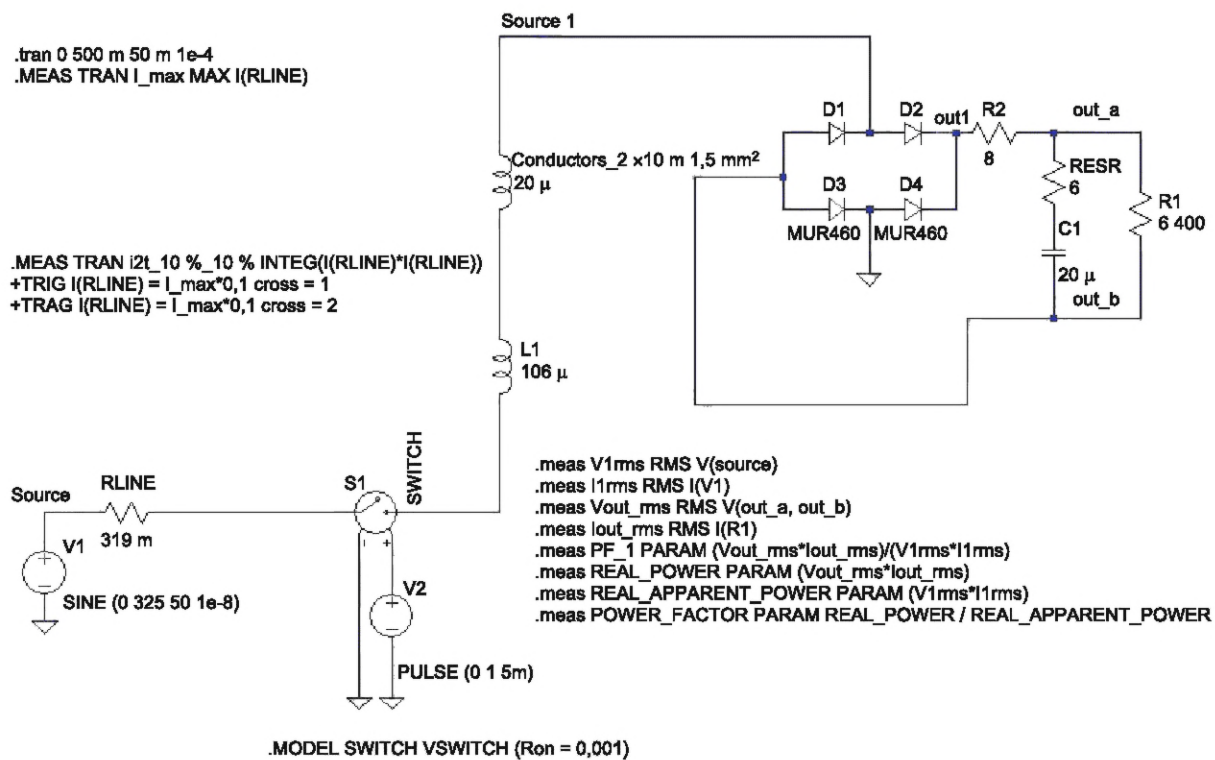 Source 1
.tran 0 500 m 50 m 1e-4
.MEAS TRAN I_max MAX I(RLINE)
D1
D2
out1
R2
8
out_a
Conductors_2 ×10 m 1,5 mm²
20 µ
D3
D4
MUR460
MUR460
RESR
6
C1
20 µ
R1
6 400
out_b
.MEAS TRAN i2t_10 %_10 % INTEG(I(RLINE)*I(RLINE))
+TRIG I(RLINE) = I_max*0,1 cross = 1
+TRAG I(RLINE) = I_max*0,1 cross = 2
L1
106 µ
SWITCH
Source
RLINE
319 m
V1
+
-
SINE (0 325 50 1e-8)
S1
- +
V2
+
-
PULSE (0 1 5m)
.meas V1rms RMS V(source)
.meas I1rms RMS I(V1)
.meas Vout_rms RMS V(out_a, out_b)
.meas Iout_rms RMS I(R1)
.meas PF_1 PARAM (Vout_rms*Iout_rms)/(V1rms*I1rms)
.meas REAL_POWER PARAM (Vout_rms*Iout_rms)
.meas REAL_APPARENT_POWER PARAM (V1rms*I1rms)
.meas POWER_FACTOR PARAM REAL_POWER / REAL_APPARENT_POWER
.MODEL SWITCH VSWITCH (Ron = 0,001)